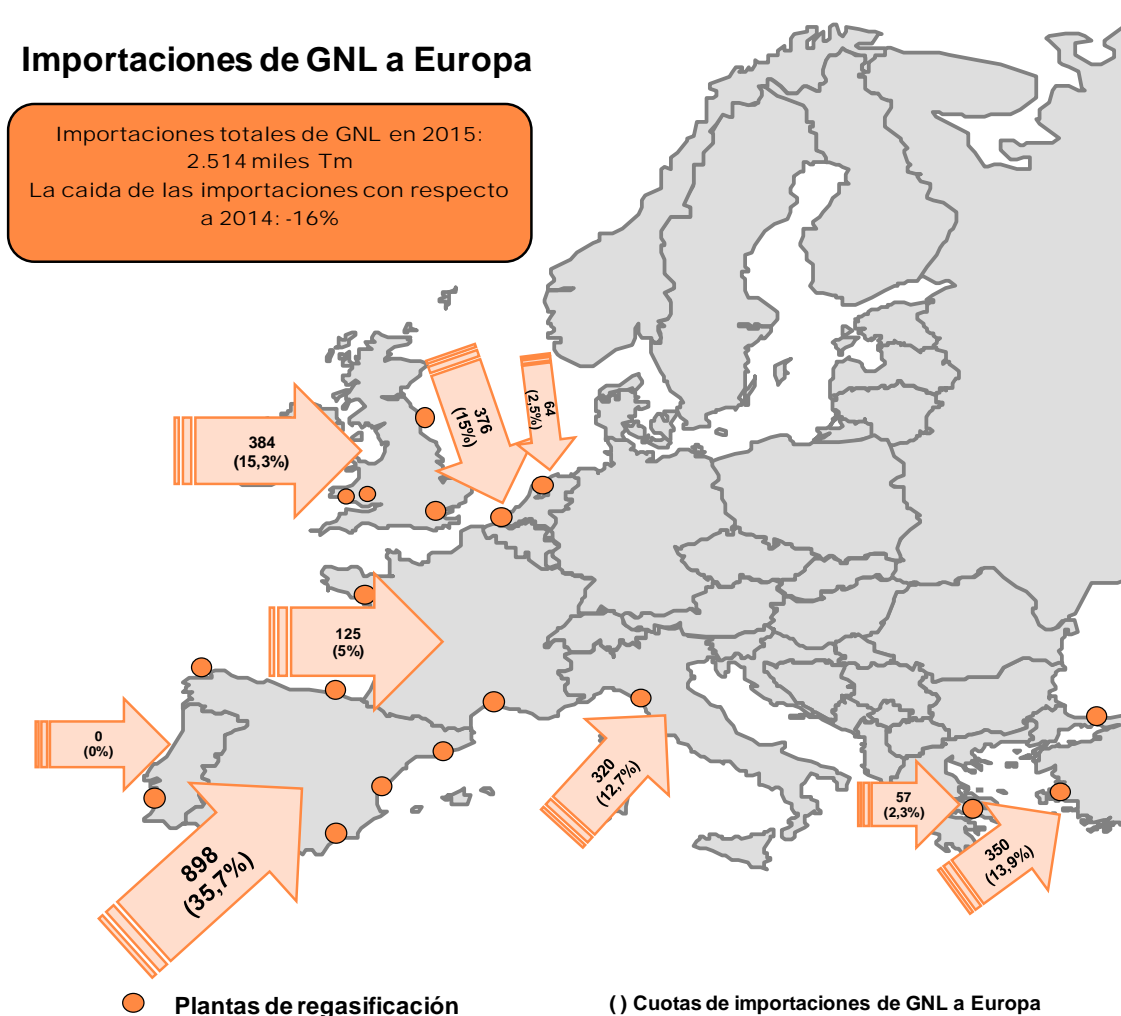 Importaciones de GNL a Europa
Importaciones totales de GNL en 2015:
2.514 miles Tm
La caida de las importaciones con respecto
a 2014: -16%
384
(15,3%)
376
(15%)
64
(2,5%)
125
(5%)
0
(0%)
898
(35,7%)
320
(12,7%)
57
(2,3%)
350
(13,9%)
Plantas de regasificación
( ) Cuotas de importaciones de GNL a Europa